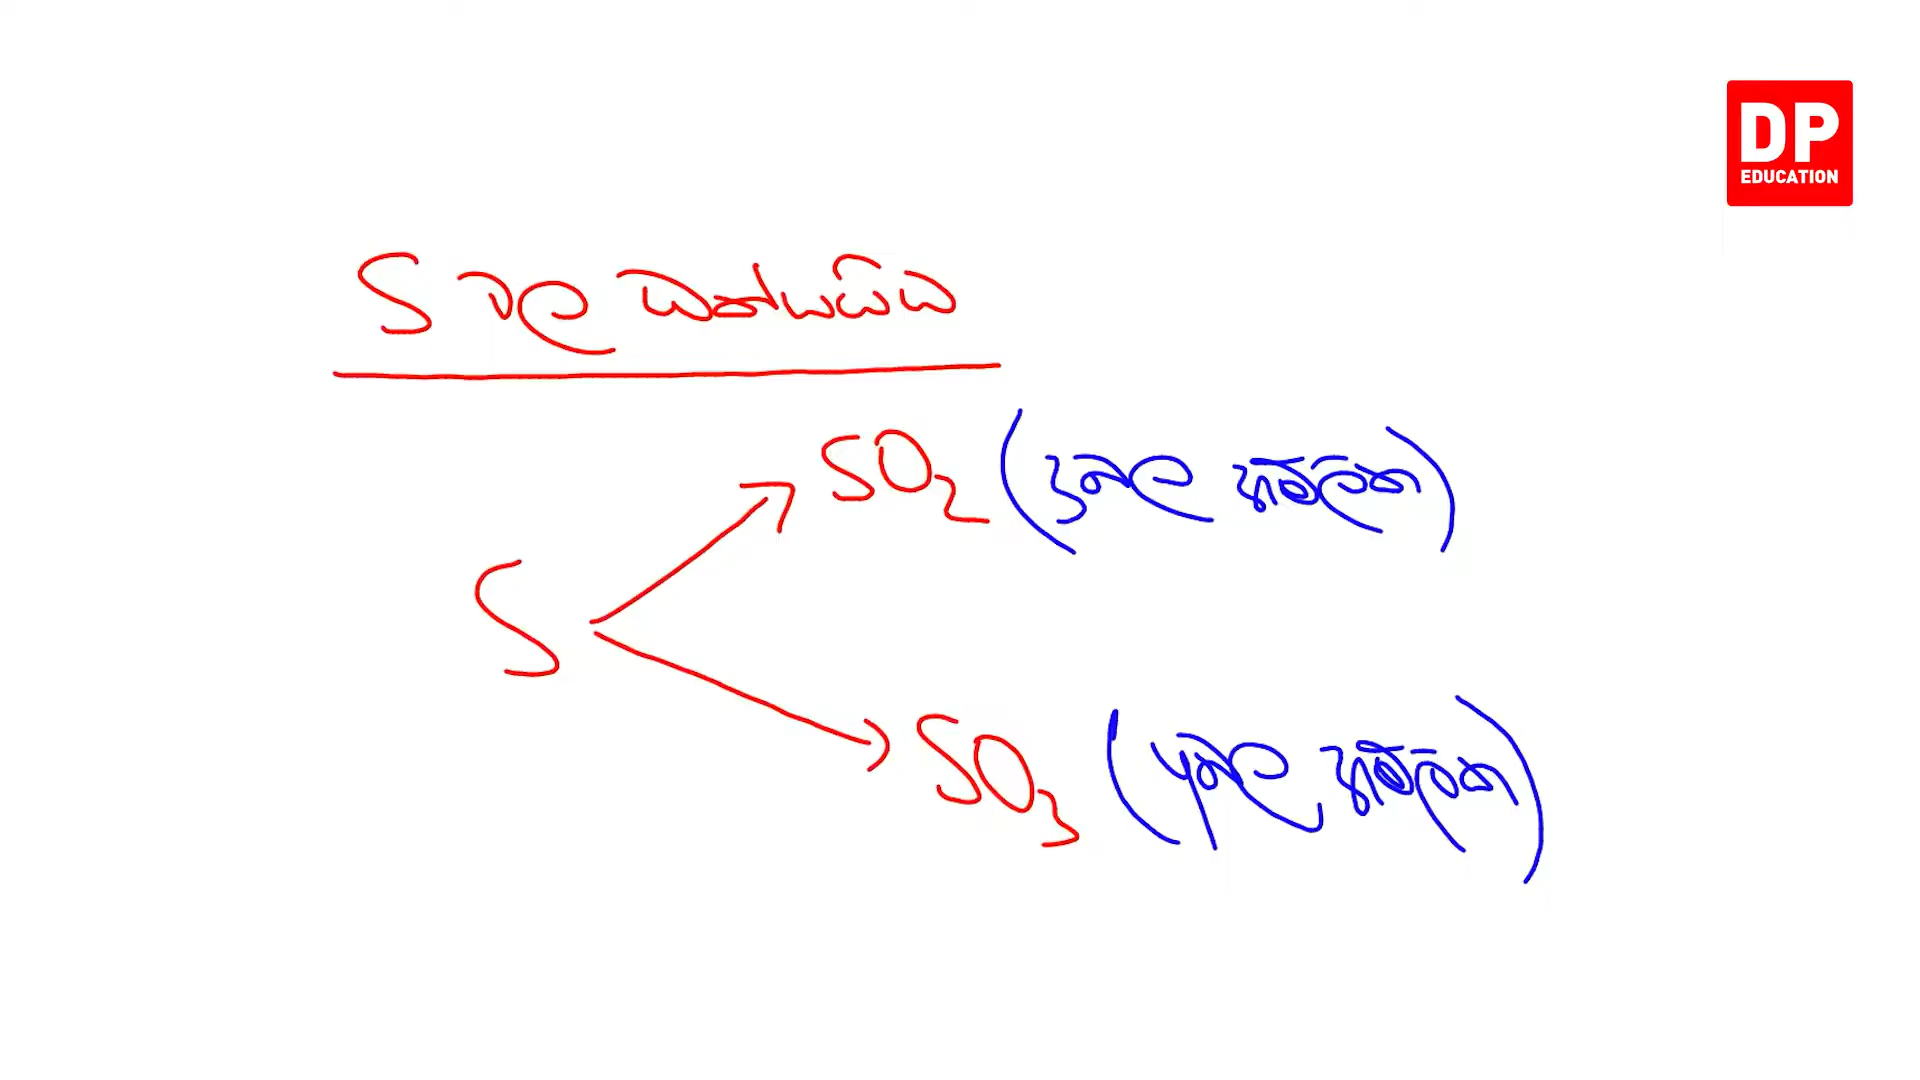 DP
EDUCATION
S වල ඔක්සයිඩ
SO₂ (දුබල ආම්ලික)
S
SO₃ (ප්‍රබල ආම්ලික)